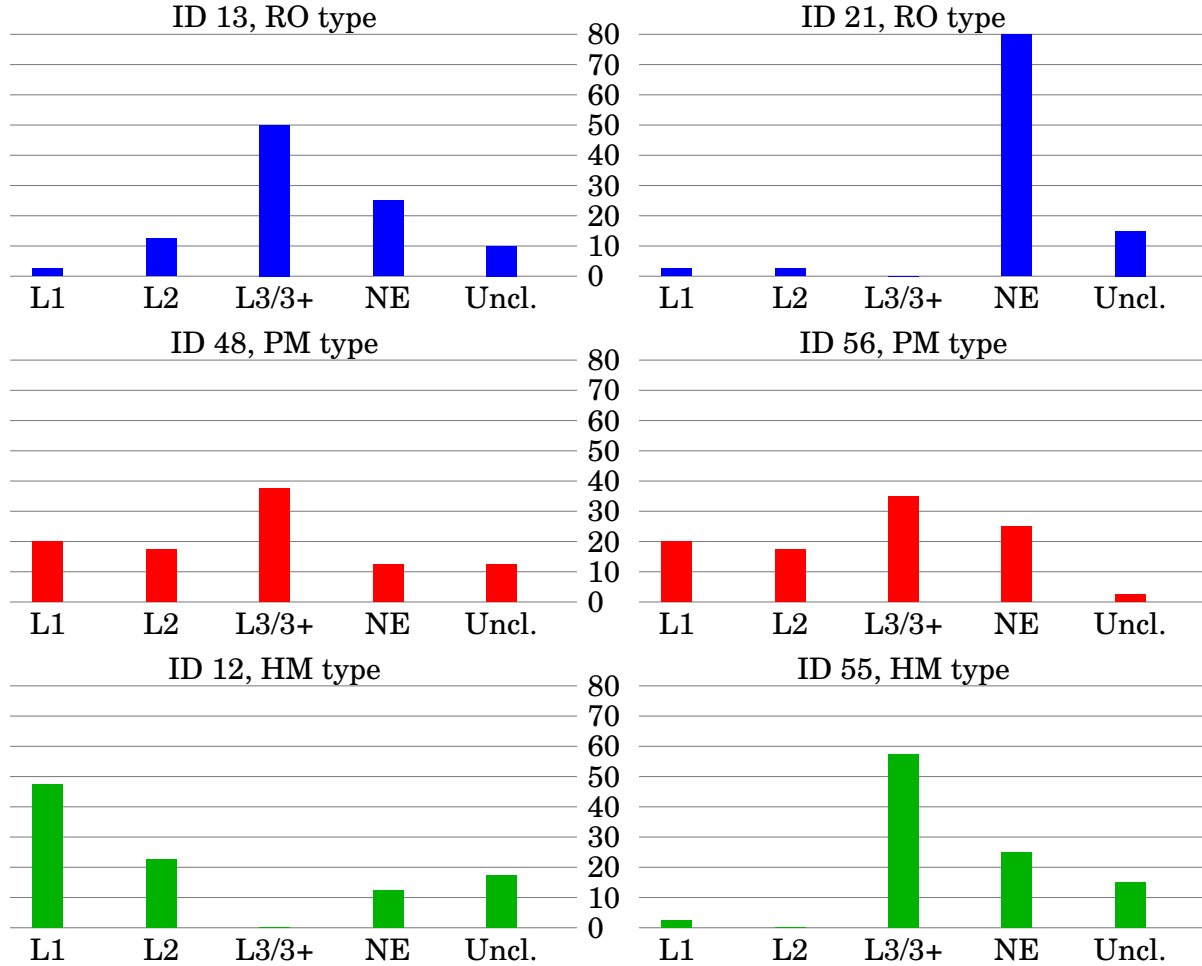 ID 13, RO type
ID 21, RO type
80
70
60
50
40
30
20
10
0
L1 L2 L3/3+ NE Uncl.
L1 L2 L3/3+ NE Uncl.
ID 48, PM type
ID 56, PM type
80
70
60
50
40
30
20
10
0
L1 L2 L3/3+ NE Uncl.
L1 L2 L3/3+ NE Uncl.
ID 12, HM type
ID 55, HM type
80
70
60
50
40
30
20
10
0
L1 L2 L3/3+ NE Uncl.
L1 L2 L3/3+ NE Uncl.